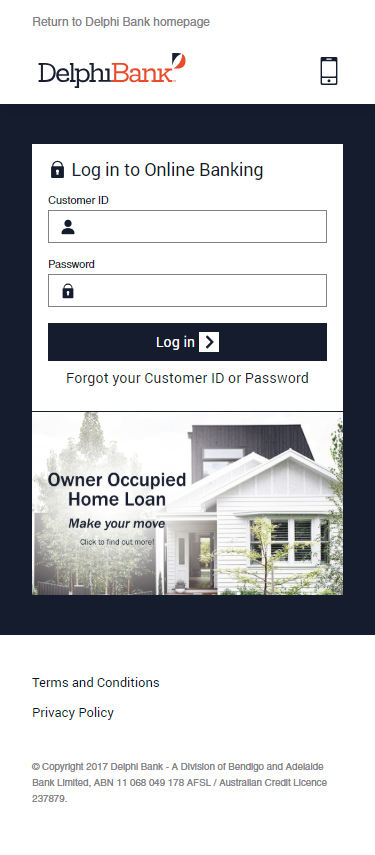 Return to Delphi Bank homepage
DelphiBank
Log in to Online Banking
Customer ID
Password
Log in
Forgot your Customer ID or Password
Owner Occupied
Home Loan
Make your move
Click to find out more!
Terms and Conditions
Privacy Policy
© Copyright 2017 Delphi Bank - A Division of Bendigo and Adelaide
Bank Limited, ABN 11 068 049 178 AFSL / Australian Credit Licence
237879.